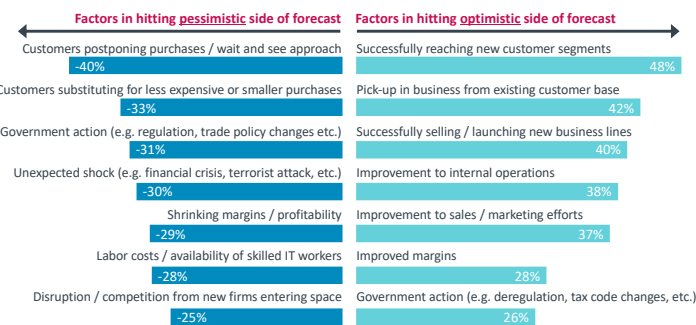 Factors in hitting pessimistic side of forecast
Factors in hitting optimistic side of forecast
Customers postponing purchases / wait and see approach
-40%
Successfully reaching new customer segments
48%
Customers substituting for less expensive or smaller purchases
-33%
Pick-up in business from existing customer base
42%
Government action (e.g. regulation, trade policy changes etc.)
-31%
Successfully selling / launching new business lines
40%
Unexpected shock (e.g. financial crisis, terrorist attack, etc.)
-30%
Improvement to internal operations
38%
Shrinking margins / profitability
-29%
Improvement to sales / marketing efforts
37%
Labor costs / availability of skilled IT workers
-28%
Improved margins
28%
Disruption / competition from new firms entering space
-25%
Government action (e.g. deregulation, tax code changes, etc.)
26%